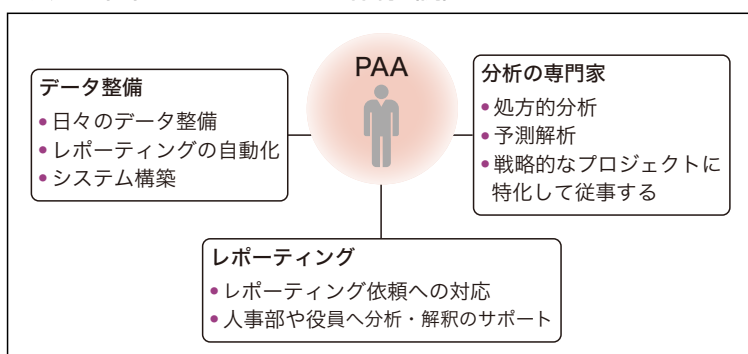 PAA
データ整備
•日々のデータ整備
•レポーティングの自動化
•システム構築
分析の専門家
•処方的分析
•予測解析
•戦略的なプロジェクトに
特化して従事する
レポーティング
•レポーティング依頼への対応
•人事部や役員へ分析・解釈のサポート